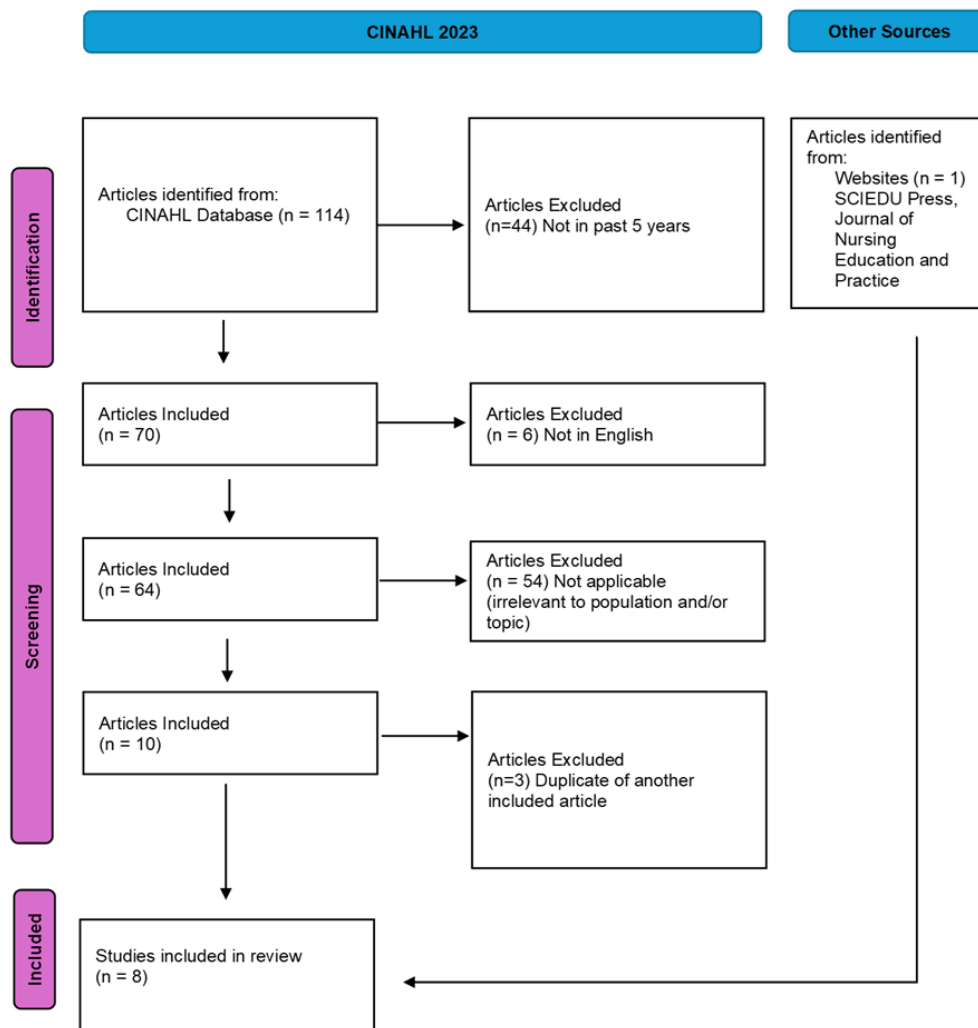 CINAHL 2023
Other Sources
Identification
Articles identified from:
CINAHL Database (n = 114)
Articles Excluded
(n=44) Not in past 5 years
Articles identified
from:
Websites (n = 1)
SCIEDU Press,
Journal of
Nursing
Education and
Practice
Screening
Articles Included
(n = 70)
Articles Excluded
(n = 6) Not in English
Articles Included
(n = 64)
Articles Excluded
(n = 54) Not applicable
(irrelevant to population and/or
topic)
Articles Included
(n = 10)
Articles Excluded
(n=3) Duplicate of another
included article
Included
Studies included in review
(n = 8)